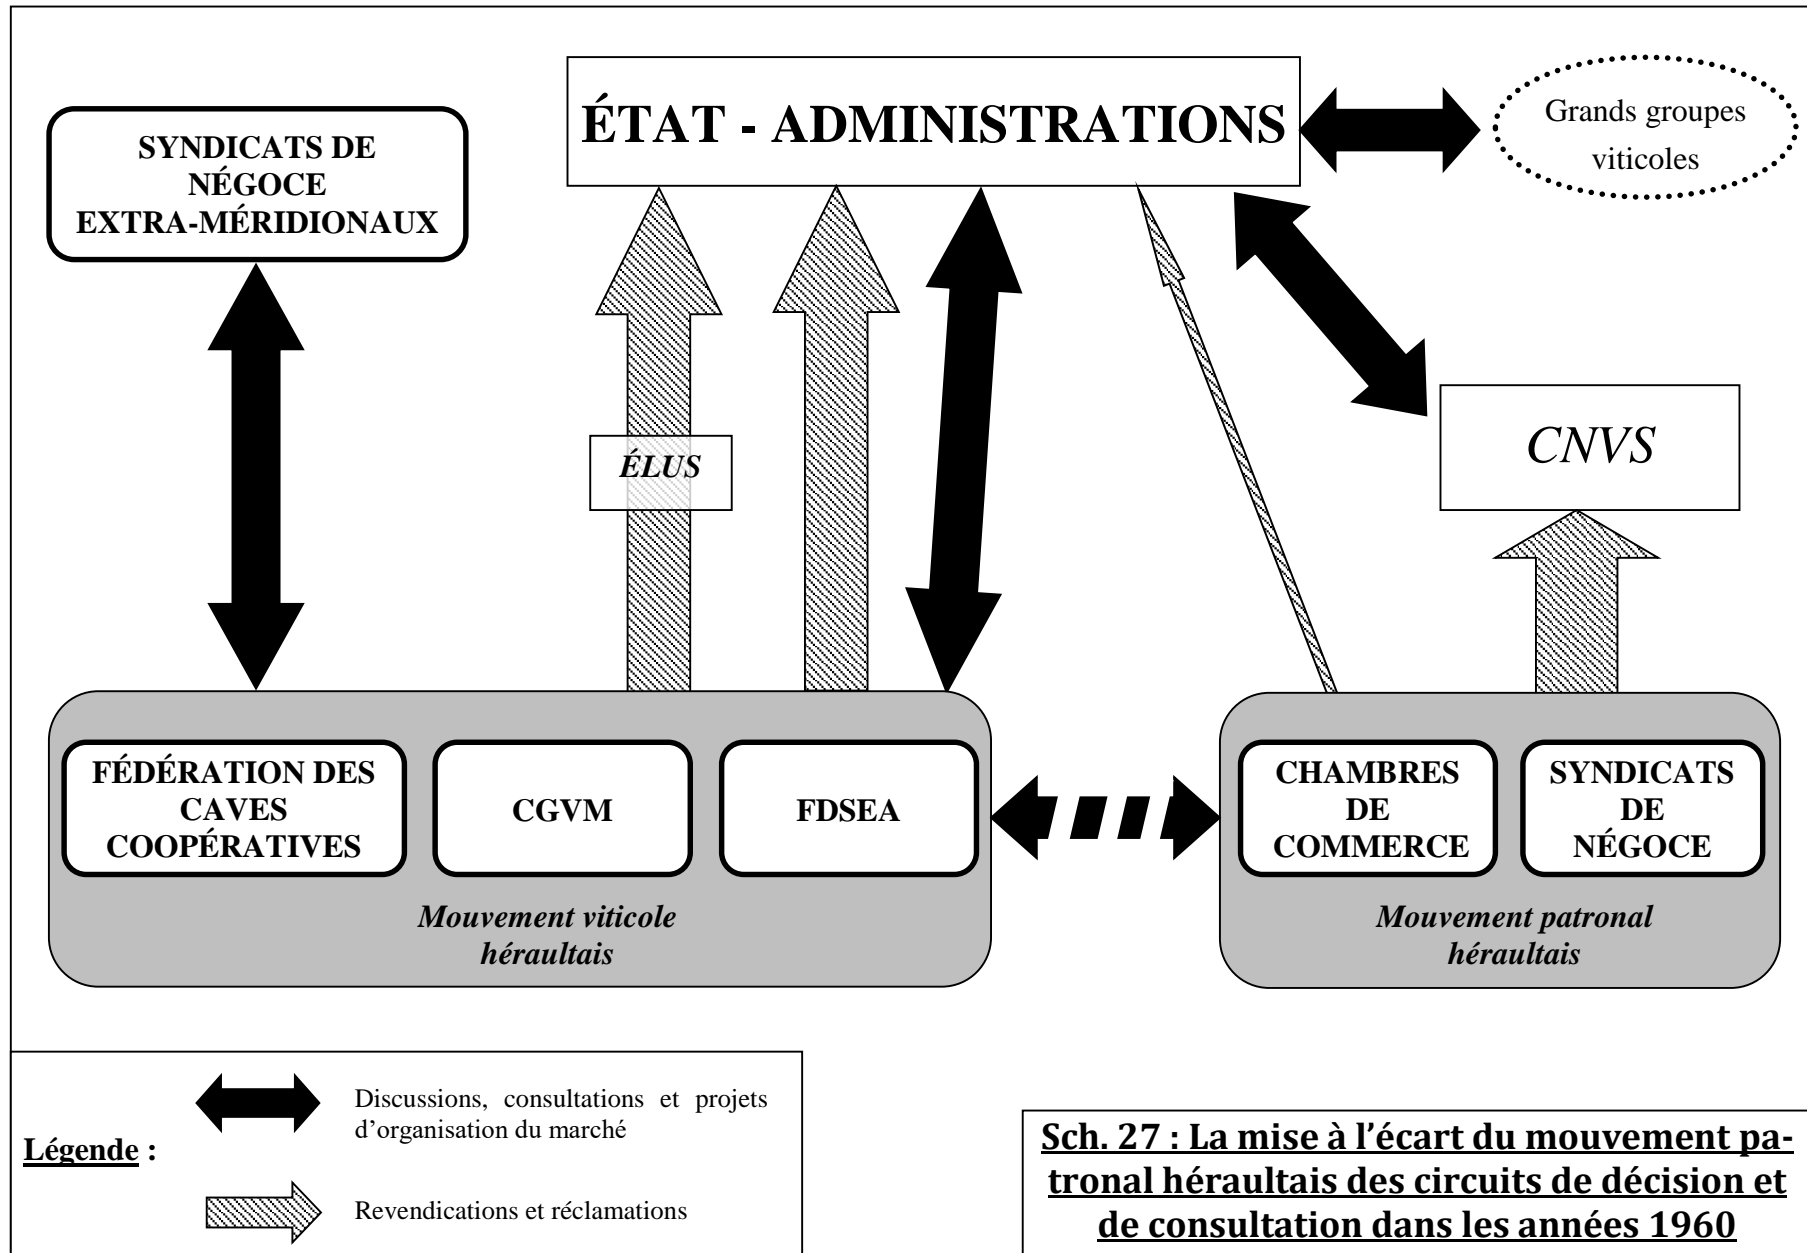 ÉTAT - ADMINISTRATIONS
Grands groupes
viticoles
SYNDICATS DE
NÉGOCE
EXTRA-MÉRIDIONAUX
CNVS
ÉLUS
FÉDÉRATION DES
CAVES
COOPÉRATIVES
CGVM
FDSEA
CHAMBRES
DE
COMMERCE
SYNDICATS
DE
NÉGOCE
Mouvement viticole
héraultais
Mouvement patronal
héraultais
Légende :
Discussions, consultations et projets
d'organisation du marché
Revendications et réclamations
Sch. 27 : La mise à l'écart du mouvement pa-
tronal héraultais des circuits de décision et
de consultation dans les années 1960